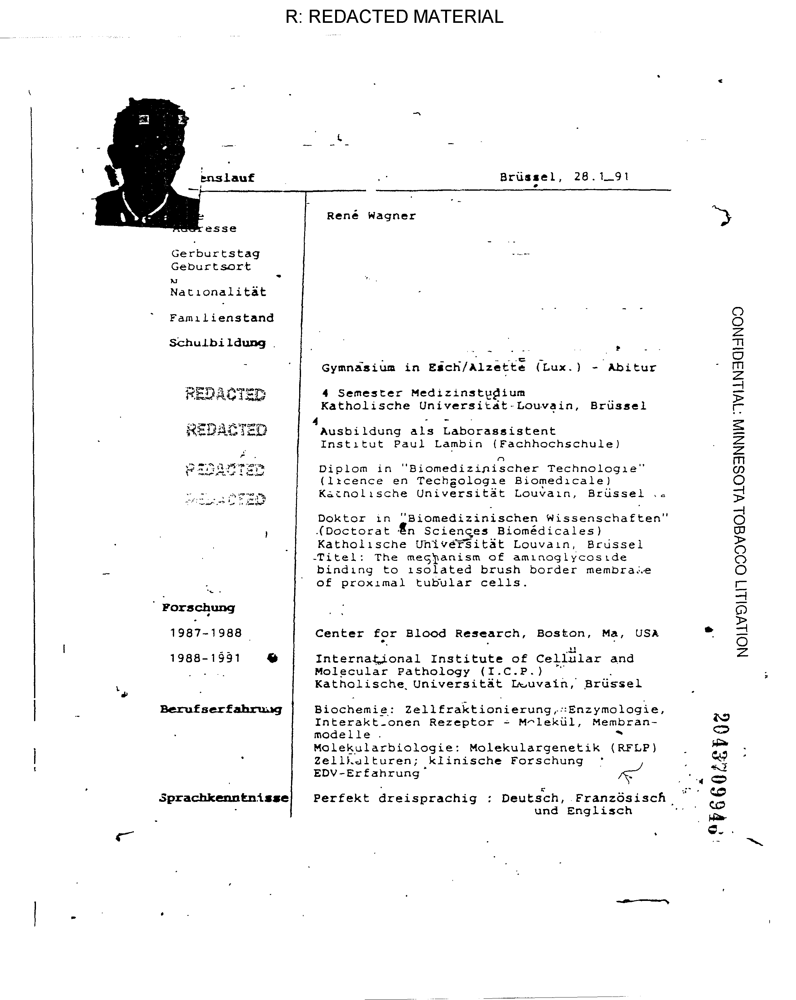 R: REDACTED MATERIAL
enslauf
Brüssel, 28.1 91
René Wagner
Adresse
Gerburtstag
Geburtsort
Nationalität
Familienstand
Schulbildung
Gymnasium in Esch/Alzette (Lux.) - Abitur
REDACTED
4 Semester Medizinstudium
Katholische Universität Louvain, Brüssel
REDACTED
Ausbildung als Laborassistent
Institut Paul Lambin (Fachhochschule)
REDACTED
Diplom in "Biomedizinischer Technologie"
(licence en Techgologie Biomedicale)
Katholische Universität Louvain, Brüssel
REDACTED
Doktor in "Biomedizinischen Wissenschaften"
(Doctorat en Sciences Biomédicales)
Katholische Universität Louvain, Brüssel
Titel: The mechanism of aminoglycoside
binding to isolated brush border membrane
of proximal tubular cells.
Forschung
1987-1988
Center for Blood Research, Boston, Ma, USA
1988-1991
International Institute of Cellular and
Molecular Pathology (I.C.P.)
Katholische Universität Louvain, Brüssel
Berufserfahrung
Biochemie: Zellfraktionierung, Enzymologie,
Interaktionen Rezeptor - Molekül, Membran-
modelle
Molekularbiologie: Molekulargenetik (RFLP)
Zellkulturen; klinische Forschung
EDV-Erfahrung
Sprachkenntnisse
Perfekt dreisprachig : Deutsch, Französisch
und Englisch
CONFIDENTIAL: MINNESOTA TOBACCO LITIGATION
2043709946